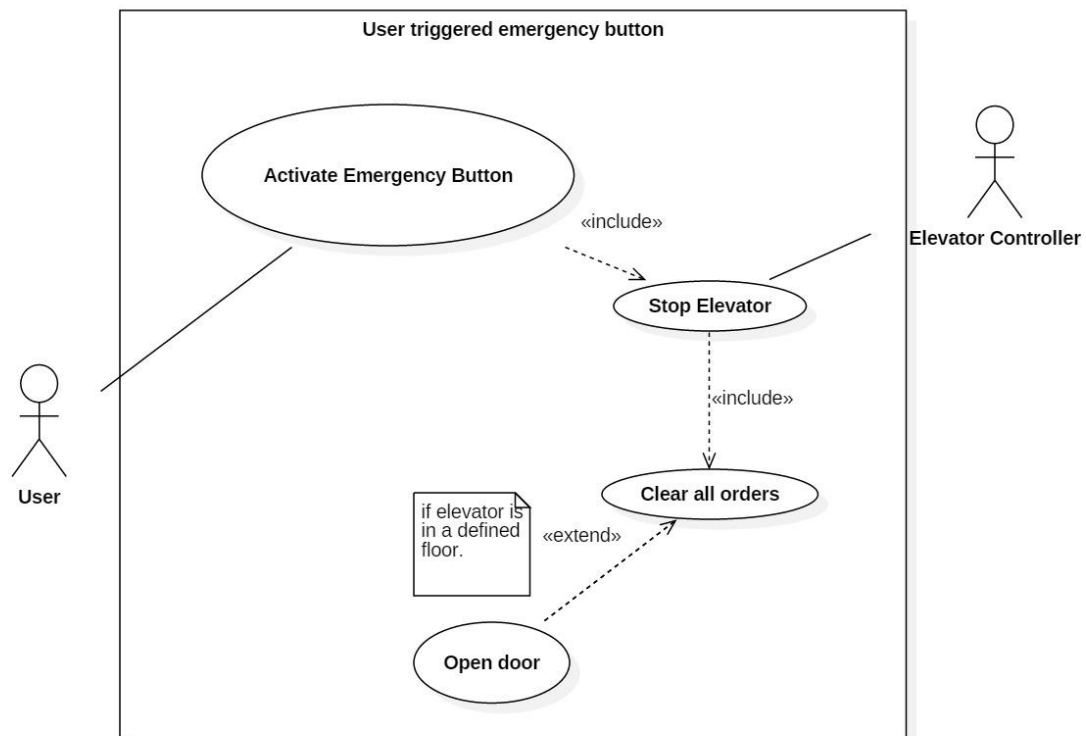 User triggered emergency button
Activate Emergency Button
«include»
Elevator Controller
Stop Elevator
«include»
User
Clear all orders
if elevator is
in a defined
floor.
«extend»
Open door